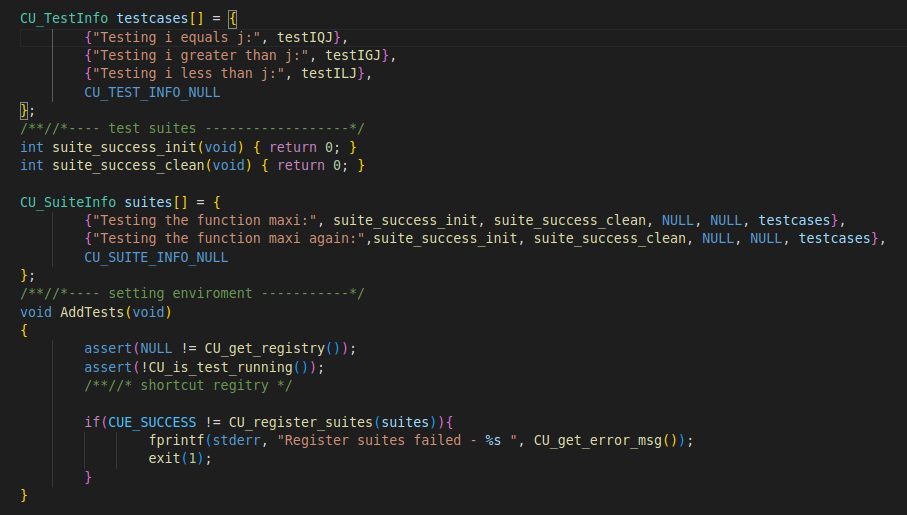 CU_TestInfo testcases[] = {
        {"Testing i equals j:", testIQJ},
        {"Testing i greater than j:", testIGJ},
        {"Testing i less than j:", testILJ},
        CU_TEST_INFO_NULL
};
/**//*---- test suites ------------------*/
int suite_success_init(void) { return 0; }
int suite_success_clean(void) { return 0; }

CU_SuiteInfo suites[] = {
        {"Testing the function maxi:", suite_success_init, suite_success_clean, NULL, NULL, testcases},
        {"Testing the function maxi again:",suite_success_init, suite_success_clean, NULL, NULL, testcases},
        CU_SUITE_INFO_NULL
};
/**//*---- setting enviroment -----------*/
void AddTests(void)
{
        assert(NULL != CU_get_registry());
        assert(!CU_is_test_running());
        /**//* shortcut regitry */

        if(CUE_SUCCESS != CU_register_suites(suites)){
                fprintf(stderr, "Register suites failed - %s ", CU_get_error_msg());
                exit(1);
        }
}